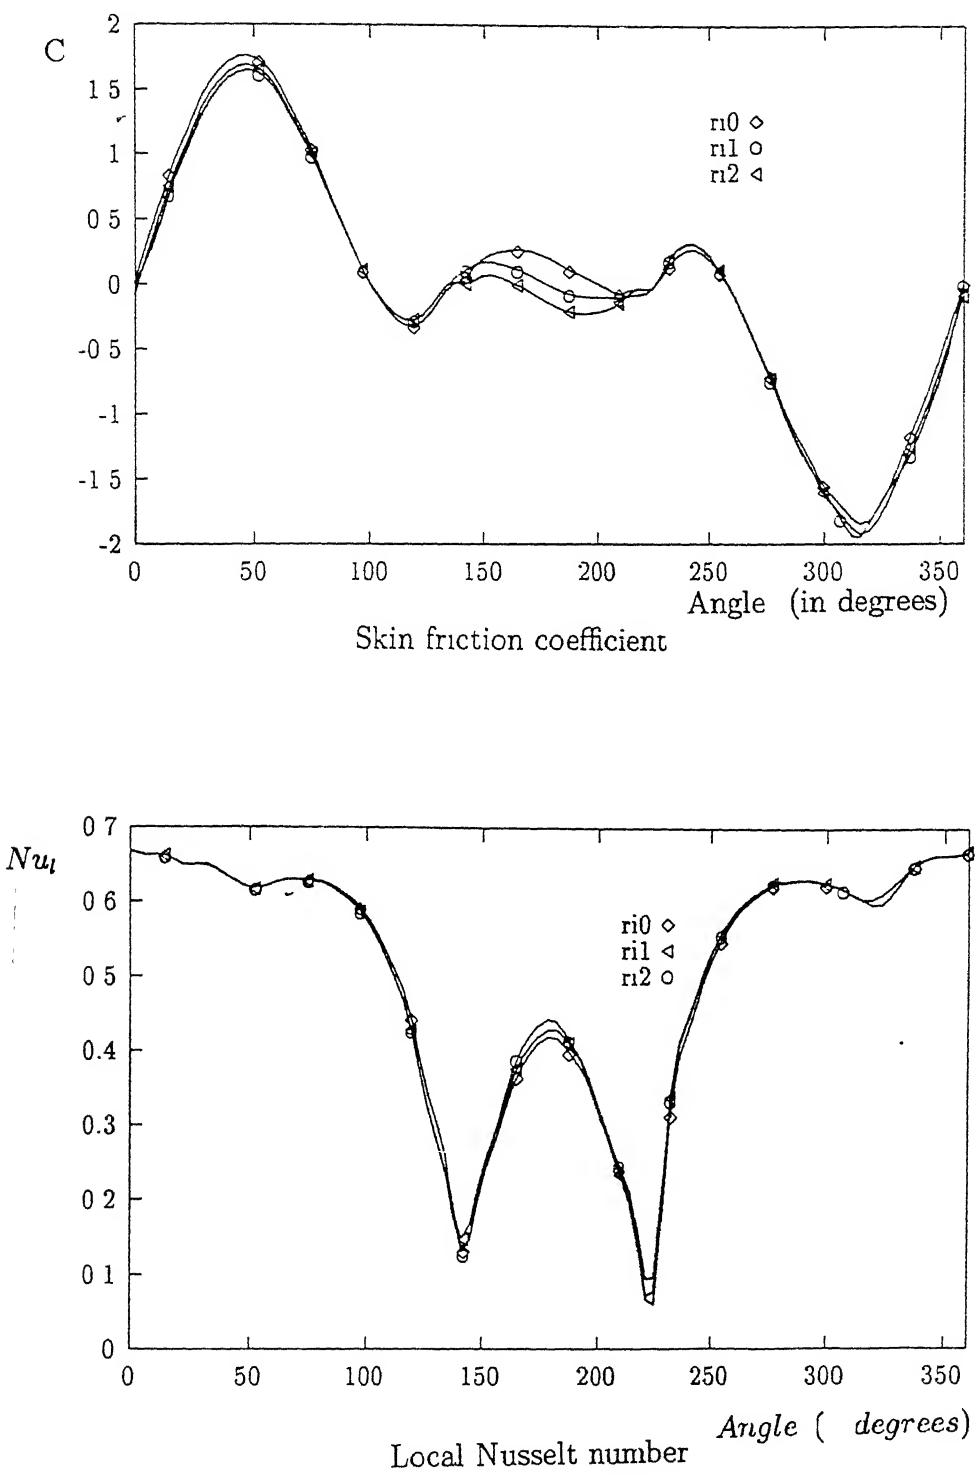 2
C
1 5
1
0 5
0
-0 5
-1
-1 5
-2
ri0
ri1
ri2
0 50 100 150 200 250 300 350
Angle (in degrees)
Skin friction coefficient
0 7
Nul
0 6
0 5
0.4
0.3
0 2
0 1
0
ri0
ri1
ri2
0 50 100 150 200 250 300 350
Angle ( degrees)
Local Nusselt number